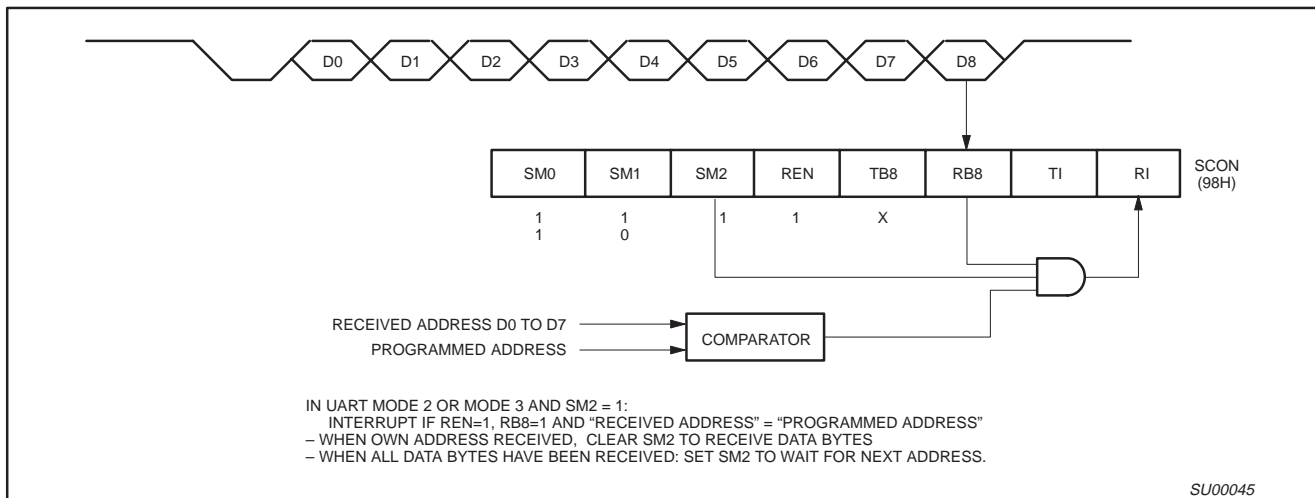 D0 D1 D2 D3 D4 D5 D6 D7 D8
SM0 SM1 SM2 REN TB8 RB8 TI RI
SCON
(98H)
1 1 1 1 X
1 0
RECEIVED ADDRESS D0 TO D7
PROGRAMMED ADDRESS
COMPARATOR
IN UART MODE 2 OR MODE 3 AND SM2 = 1:
INTERRUPT IF REN=1, RB8=1 AND “RECEIVED ADDRESS” = “PROGRAMMED ADDRESS”
– WHEN OWN ADDRESS RECEIVED, CLEAR SM2 TO RECEIVE DATA BYTES
– WHEN ALL DATA BYTES HAVE BEEN RECEIVED: SET SM2 TO WAIT FOR NEXT ADDRESS.
SU00045